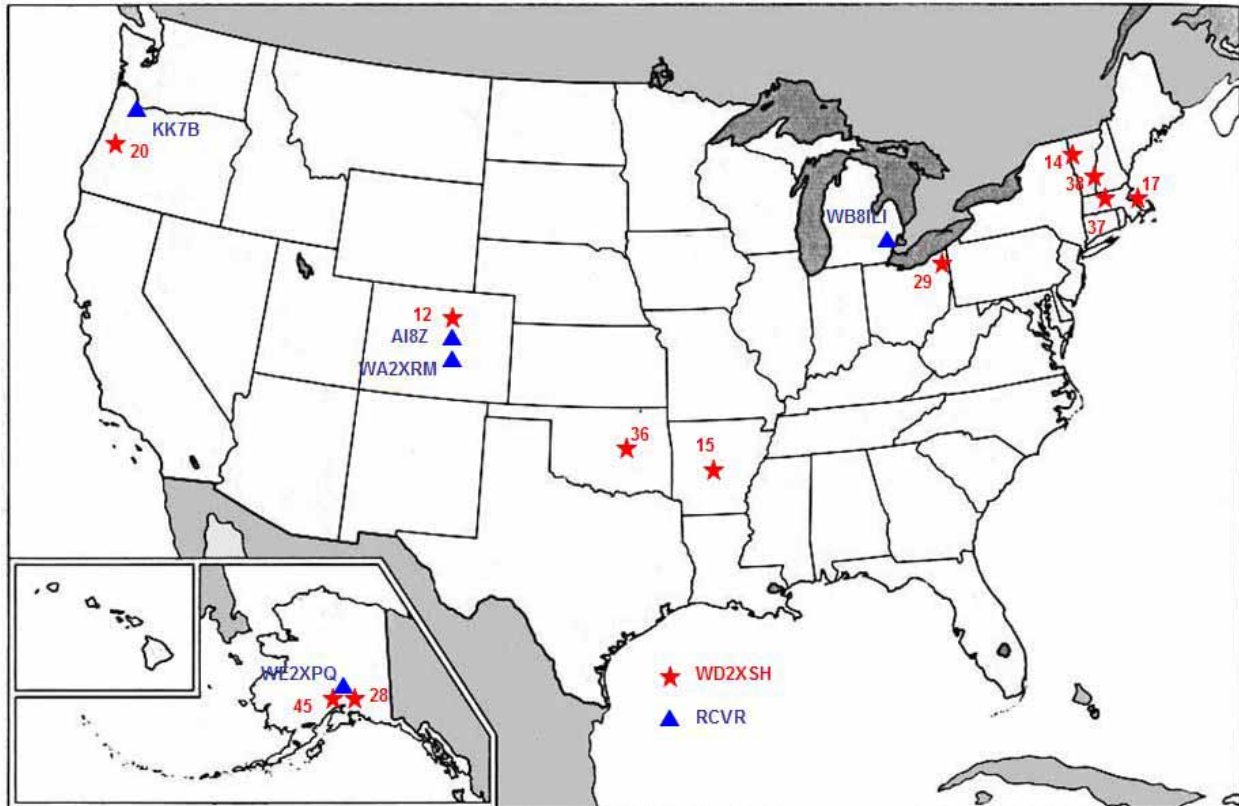 KK7B
20
14
38
17
37
WB8ILI
29
12
AI8Z
WA2XRM
36
15
WE2XPQ
45
28
WD2XSH
RCVR